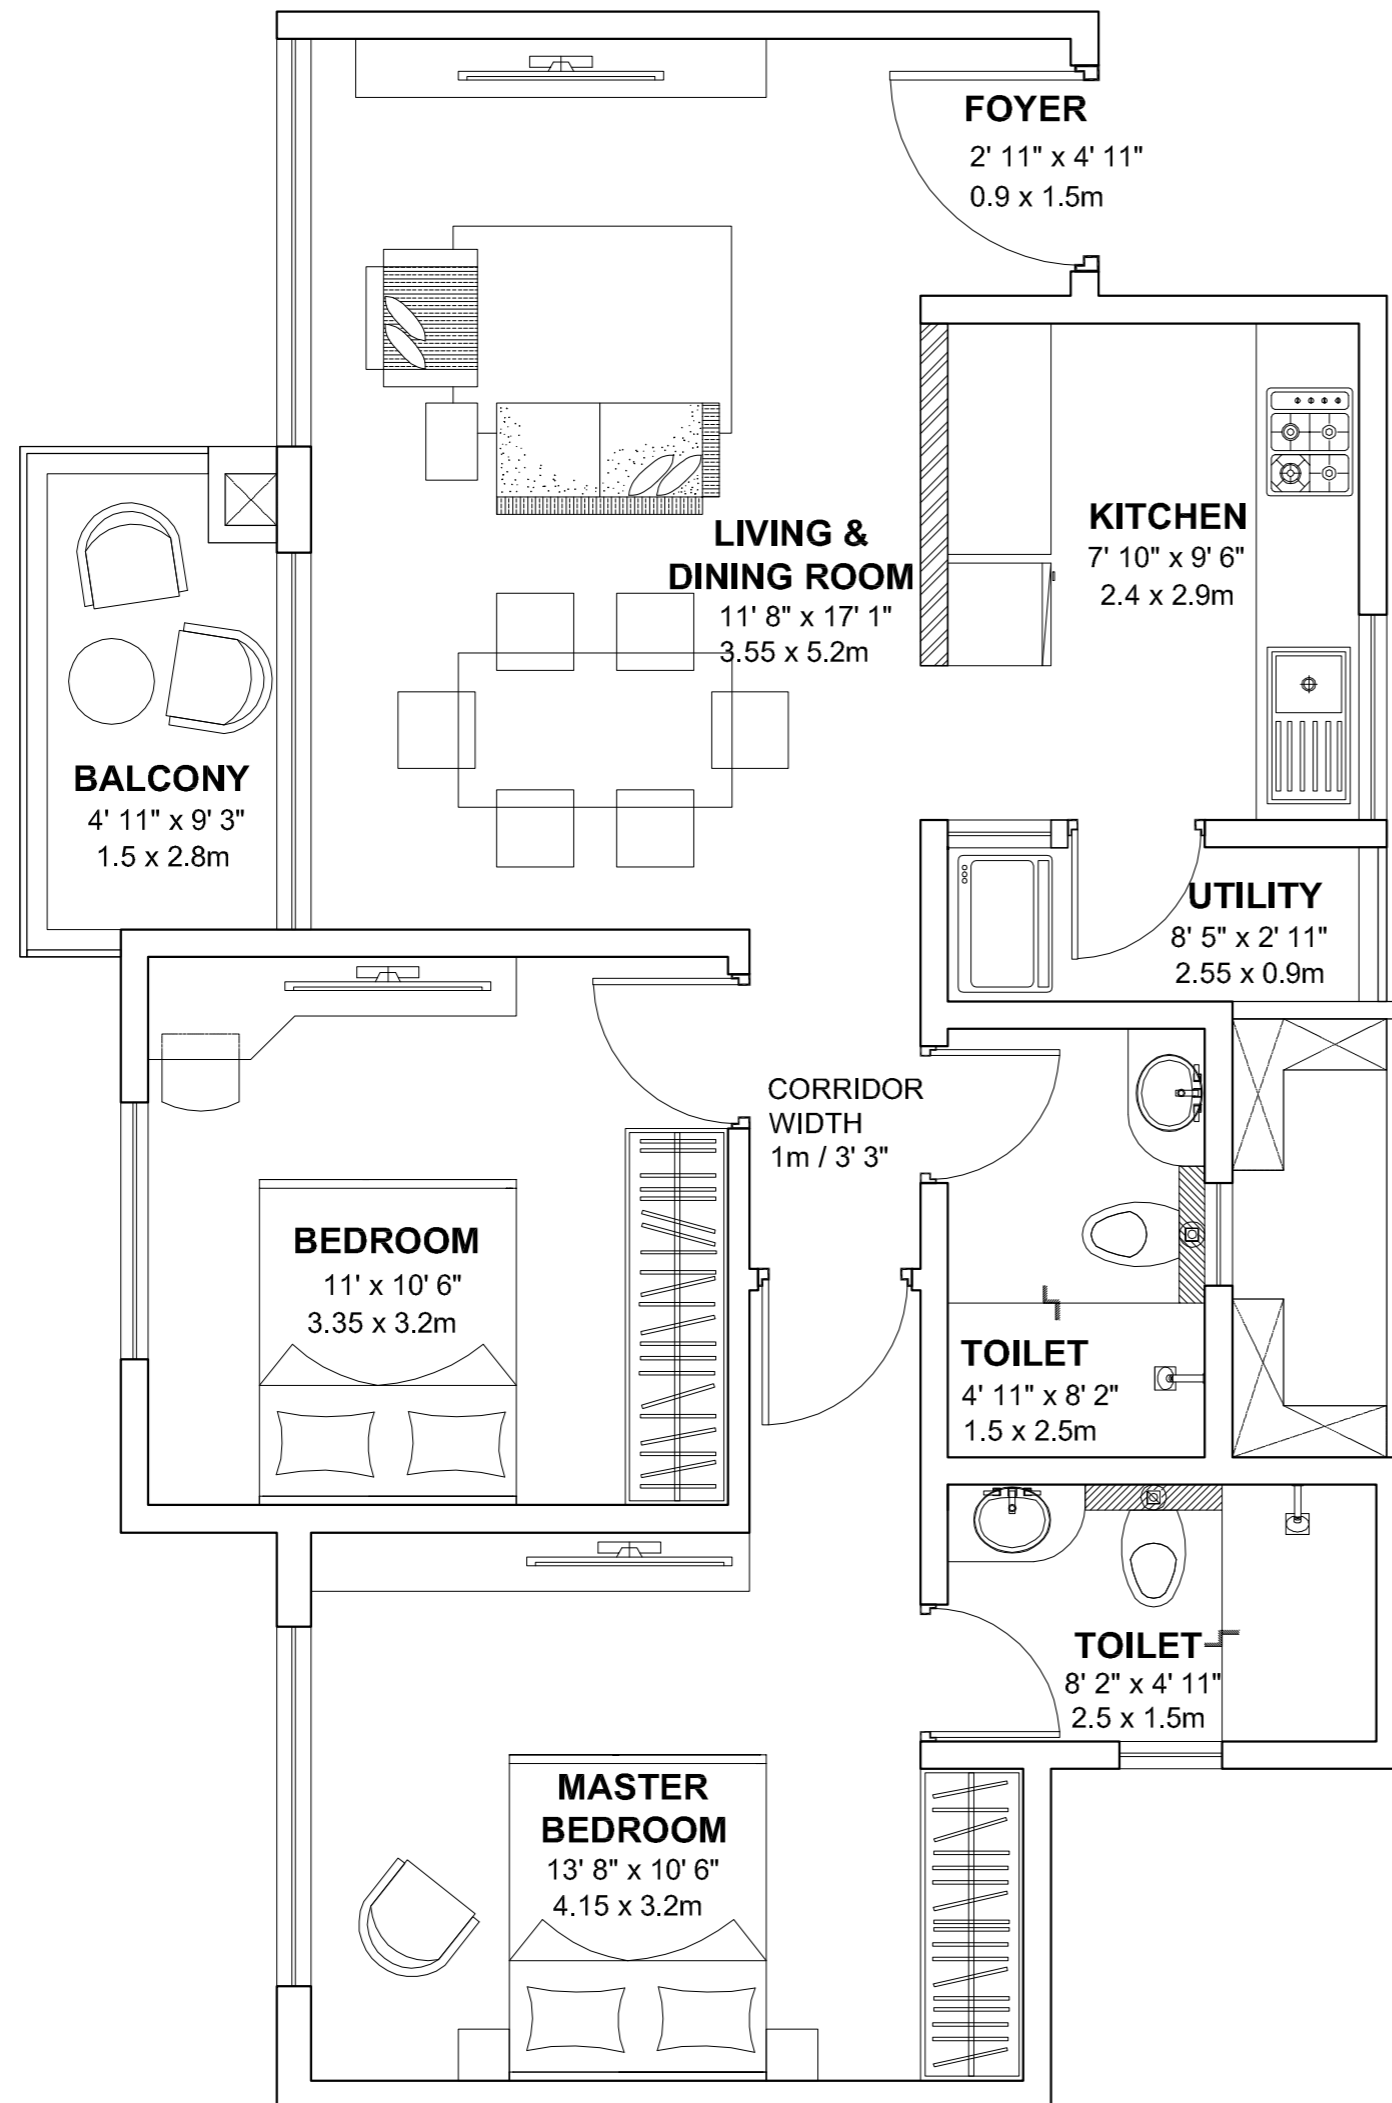 FOYER
2' 11" x 4' 11"
0.9 x 1.5m
LIVING &
DINING ROOM
11' 8" x 17' 1"
3.55 x 5.2m
KITCHEN
7' 10" x 9' 6"
2.4 x 2.9m
BALCONY
4' 11" x 9' 3"
1.5 x 2.8m
UTILITY
8' 5" x 2' 11"
2.55 x 0.9m
CORRIDOR
WIDTH
1m / 3' 3"
BEDROOM
11' x 10' 6"
3.35 x 3.2m
TOILET
4' 11" x 8' 2"
1.5 x 2.5m
TOILET
8' 2" x 4' 11"
2.5 x 1.5m
MASTER
BEDROOM
13' 8" x 10' 6"
4.15 x 3.2m